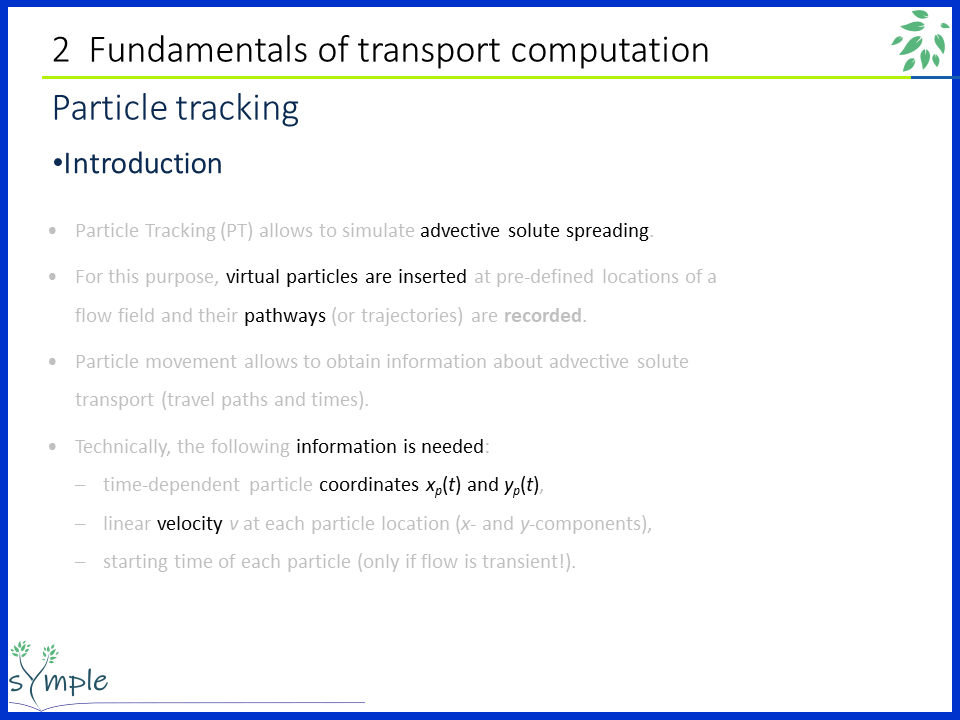 2 Fundamentals of transport computation
Particle tracking
•Introduction
• Particle Tracking (PT) allows to simulate advective solute spreading.
• For this purpose, virtual particles are inserted at pre-defined locations of a
flow field and their pathways (or trajectories) are recorded.
• Particle movement allows to obtain information about advective solute
transport (travel paths and times).
• Technically, the following information is needed:
– time-dependent particle coordinates xp(t) and yp(t),
– linear velocity v at each particle location (x- and y-components),
– starting time of each particle (only if flow is transient!).
sYmple